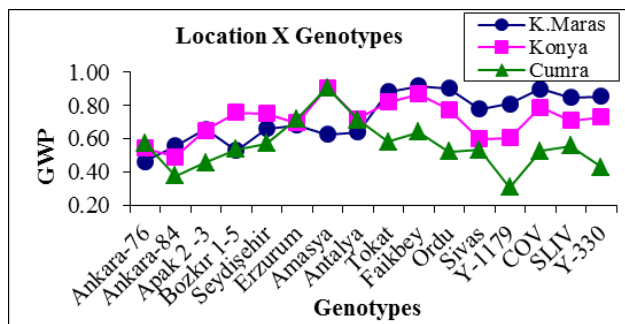 Location X Genotypes
K.Maras
Konya
Cumra
GWP
1.00
0.80
0.60
0.40
0.20
Ankara-76
Ankara-84
Apak 2 -3
Bozkır 1-5
Seydişehir
Erzurum
Amasya
Antalya
Tokat
Faikbey
Ordu
Sivas
Y-1179
COV
SLIV
Y-330
Genotypes